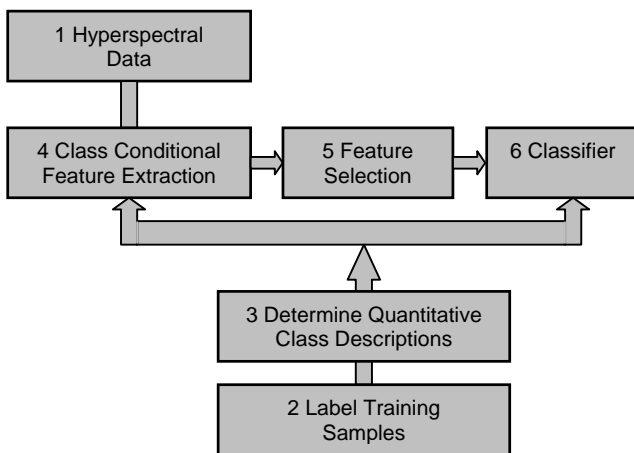 1 Hyperspectral
Data
4 Class Conditional
Feature Extraction
5 Feature
Selection
6 Classifier
3 Determine Quantitative
Class Descriptions
2 Label Training
Samples